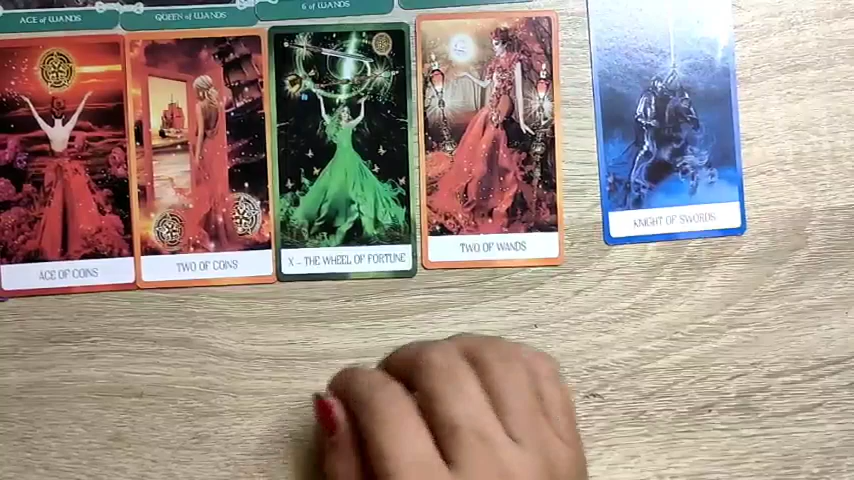 ACE OF WANDS
QUEEN OF WANDS
6 OF WANDS
ACE OF COINS
TWO OF COINS
X – THE WHEEL OF FORTUNE
TWO OF WANDS
KNIGHT OF SWORDS